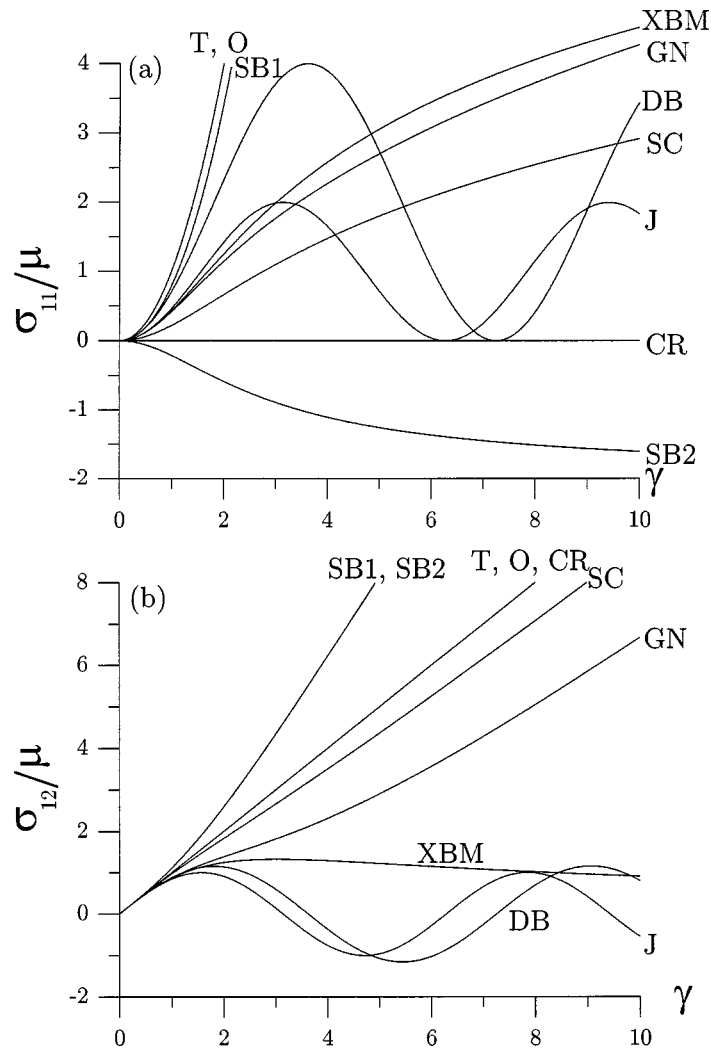 (a)
T, O
SB1
XBM
GN
DB
SC
J
CR
SB2
4
3
2
1
0
-1
-2
σ₁₁/μ
0
2
4
6
8
10
γ
(b)
SB1, SB2
T, O, CR
SC
GN
XBM
DB
J
8
6
4
2
0
-2
σ₁₂/μ
0
2
4
6
8
10
γ